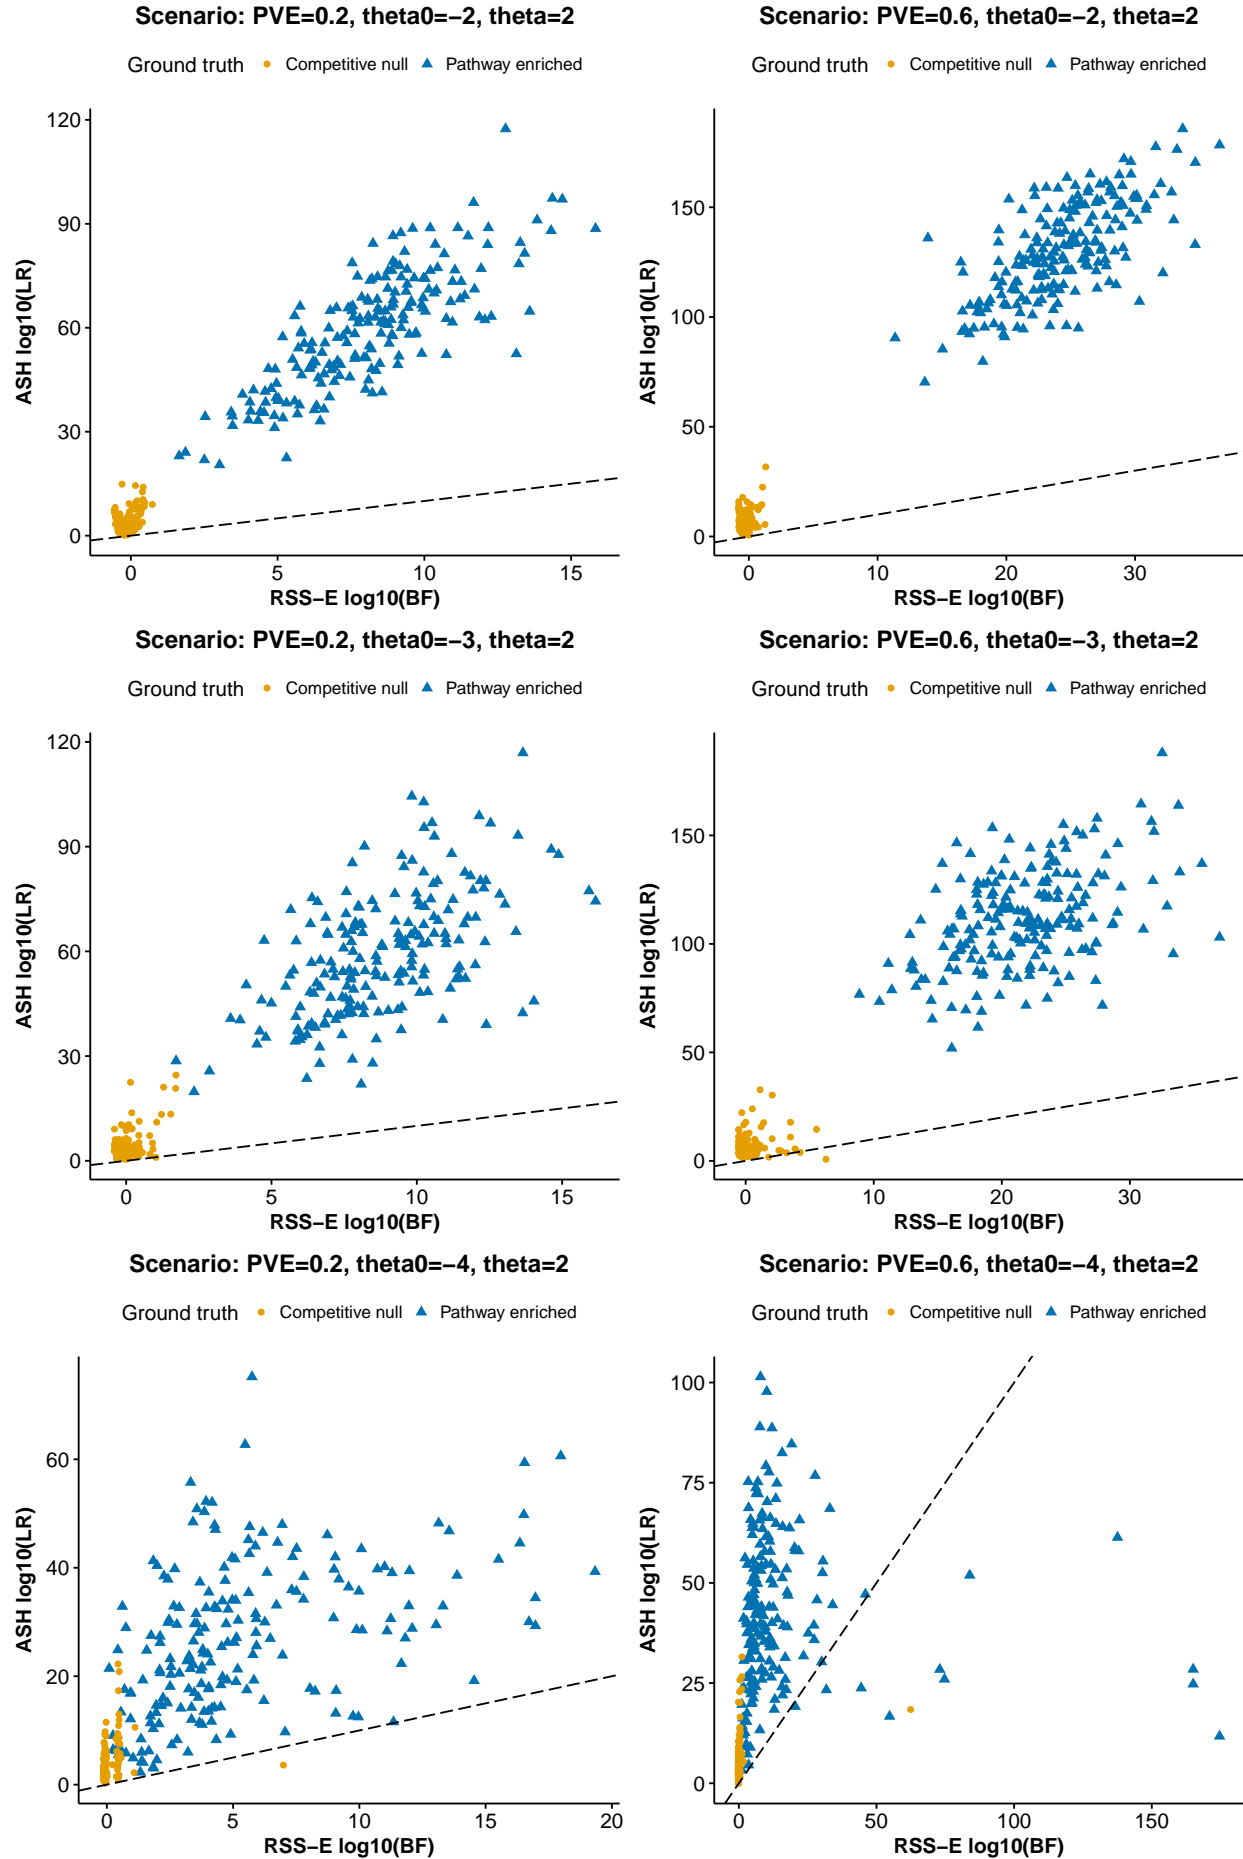 Scenario: PVE=0.2, theta0=−2, theta=2
Ground truth Competitive null Pathway enriched
120
90
60
30
0
ASH log10(LR)
0 5 10 15
RSS−E log10(BF)
Scenario: PVE=0.6, theta0=−2, theta=2
Ground truth Competitive null Pathway enriched
150
100
50
0
ASH log10(LR)
0 10 20 30
RSS−E log10(BF)
Scenario: PVE=0.2, theta0=−3, theta=2
Ground truth Competitive null Pathway enriched
120
90
60
30
0
ASH log10(LR)
0 5 10 15
RSS−E log10(BF)
Scenario: PVE=0.6, theta0=−3, theta=2
Ground truth Competitive null Pathway enriched
150
100
50
0
ASH log10(LR)
0 10 20 30
RSS−E log10(BF)
Scenario: PVE=0.2, theta0=−4, theta=2
Ground truth Competitive null Pathway enriched
60
40
20
0
ASH log10(LR)
0 5 10 15 20
RSS−E log10(BF)
Scenario: PVE=0.6, theta0=−4, theta=2
Ground truth Competitive null Pathway enriched
100
75
50
25
0
ASH log10(LR)
0 50 100 150
RSS−E log10(BF)